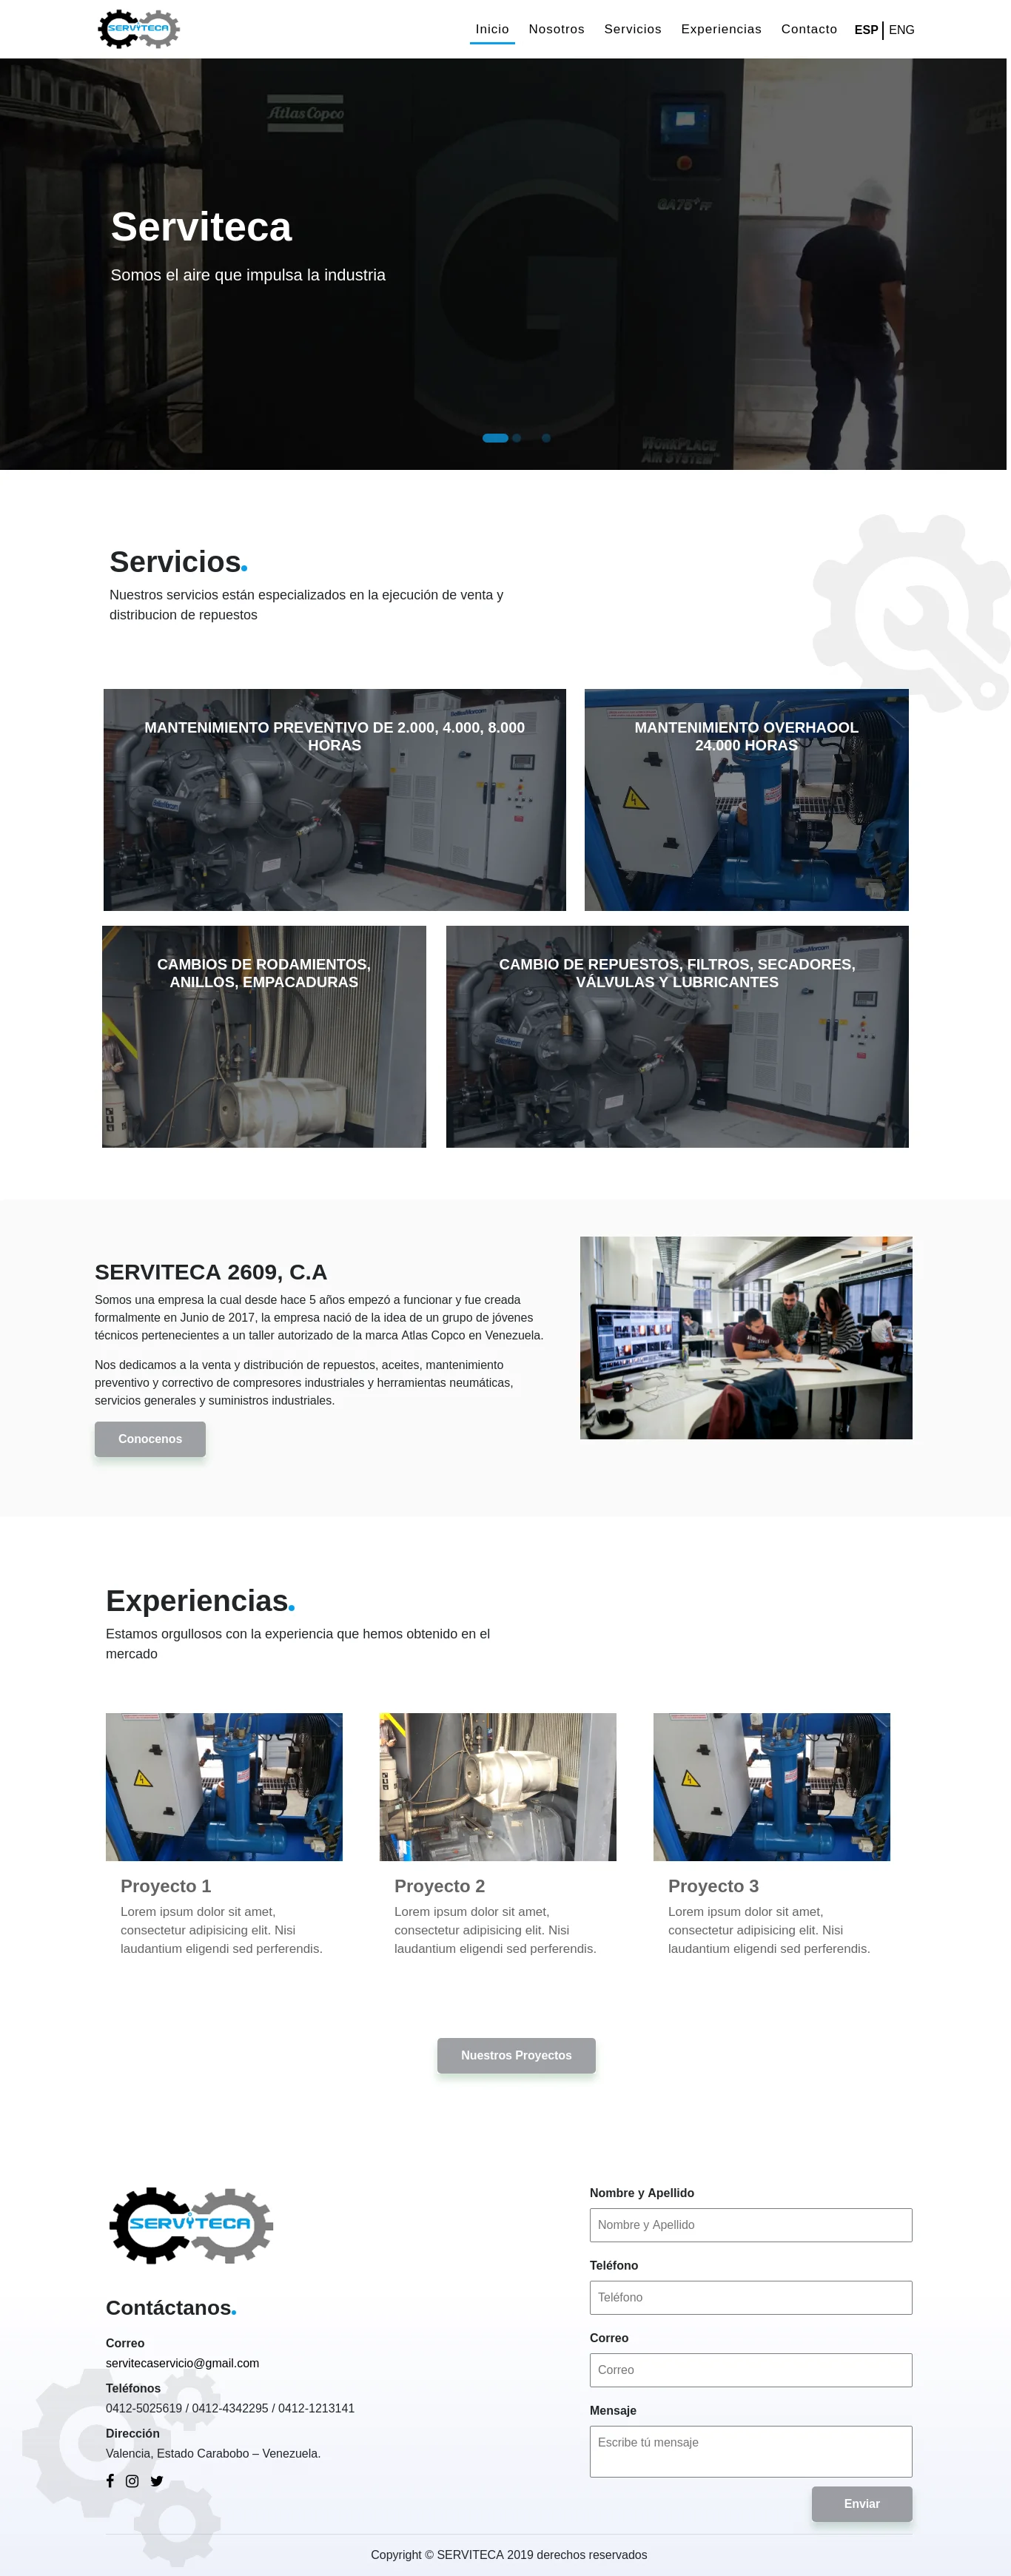 SERVITECA
Inicio Nosotros Servicios Experiencias Contacto ESP ENG
Atlas Copco
GA75+ FF
Serviteca
Somos el aire que impulsa la industria
WORKPLACE
AIR SYSTEM™
Servicios.
Nuestros servicios están especializados en la ejecución de venta y
distribucion de repuestos
MANTENIMIENTO PREVENTIVO DE 2.000, 4.000, 8.000
HORAS
MANTENIMIENTO OVERHAOOL
24.000 HORAS
CAMBIOS DE RODAMIENTOS,
ANILLOS, EMPACADURAS
CAMBIO DE REPUESTOS, FILTROS, SECADORES,
VÁLVULAS Y LUBRICANTES
SERVITECA 2609, C.A
Somos una empresa la cual desde hace 5 años empezó a funcionar y fue creada
formalmente en Junio de 2017, la empresa nació de la idea de un grupo de jóvenes
técnicos pertenecientes a un taller autorizado de la marca Atlas Copco en Venezuela.
Nos dedicamos a la venta y distribución de repuestos, aceites, mantenimiento
preventivo y correctivo de compresores industriales y herramientas neumáticas,
servicios generales y suministros industriales.
Conocenos
Experiencias.
Estamos orgullosos con la experiencia que hemos obtenido en el
mercado
Proyecto 1
Lorem ipsum dolor sit amet,
consectetur adipisicing elit. Nisi
laudantium eligendi sed perferendis.
Proyecto 2
Lorem ipsum dolor sit amet,
consectetur adipisicing elit. Nisi
laudantium eligendi sed perferendis.
Proyecto 3
Lorem ipsum dolor sit amet,
consectetur adipisicing elit. Nisi
laudantium eligendi sed perferendis.
Nuestros Proyectos
SERVITECA
Contáctanos.
Correo
servitecaservicio@gmail.com
Teléfonos
0412-5025619 / 0412-4342295 / 0412-1213141
Dirección
Valencia, Estado Carabobo – Venezuela.
Nombre y Apellido
Nombre y Apellido
Teléfono
Teléfono
Correo
Correo
Mensaje
Escribe tú mensaje
Enviar
Copyright © SERVITECA 2019 derechos reservados